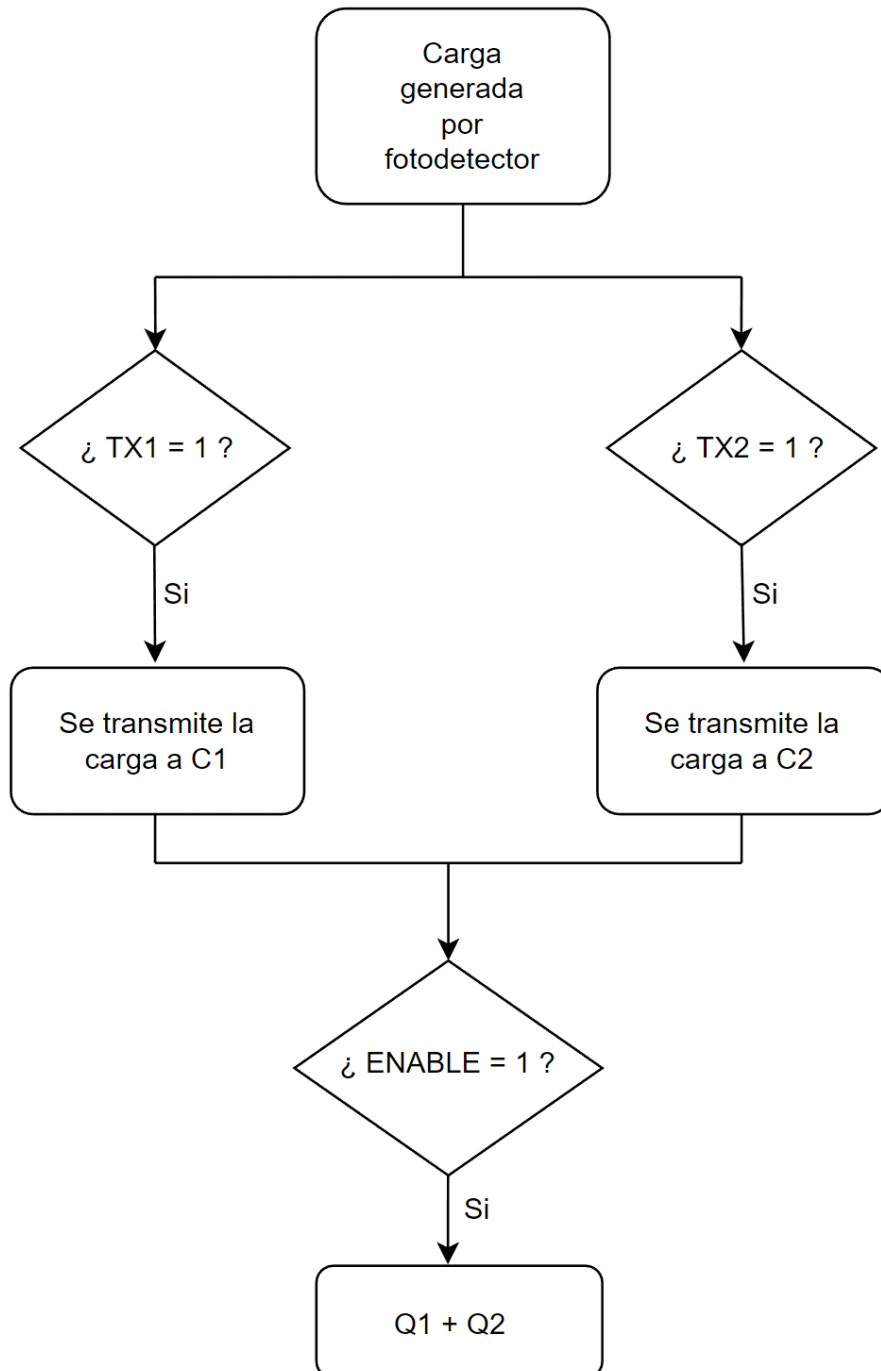 Carga
generada
por
fotodetector
¿ TX1 = 1 ?
¿ TX2 = 1 ?
Si
Si
Se transmite la
carga a C1
Se transmite la
carga a C2
¿ ENABLE = 1 ?
Si
Q1 + Q2